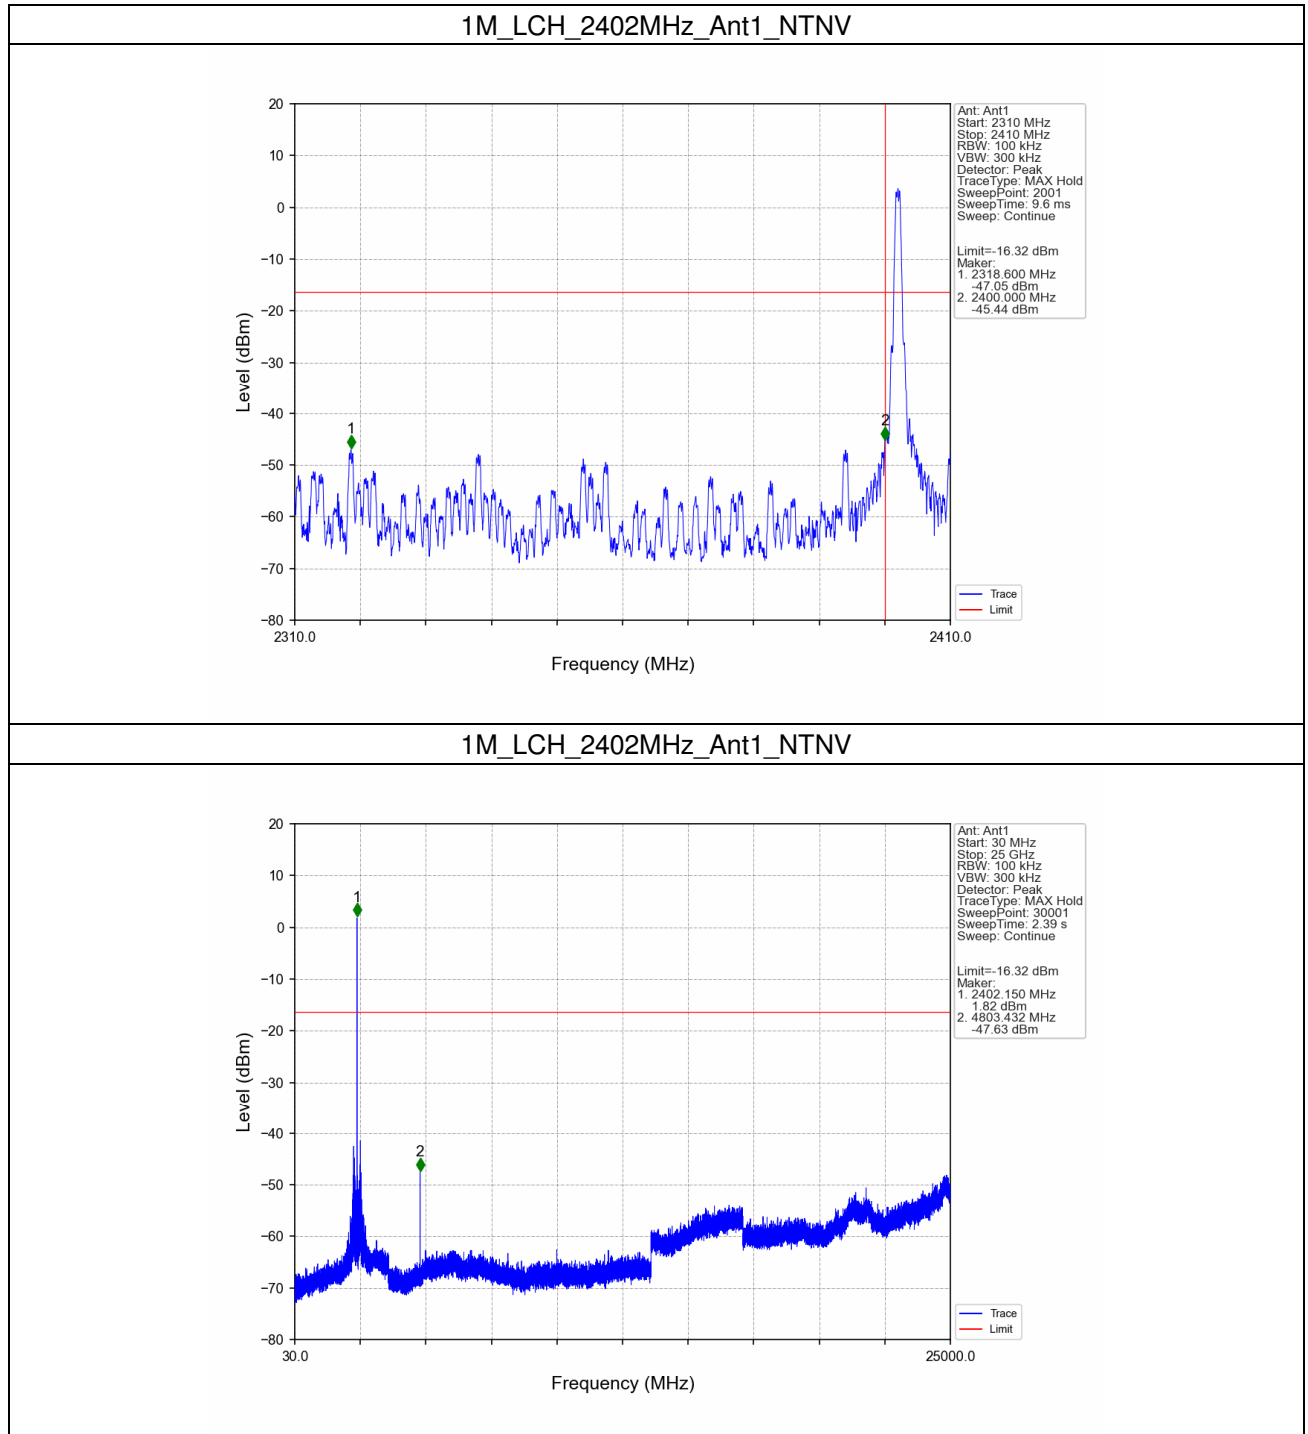 1M_LCH_2402MHz_Ant1_NTNV
20
10
0
−10
−20
−30
−40
−50
−60
−70
−80
Level (dBm)
1
2
2310.0
2410.0
Frequency (MHz)
Ant: Ant1
Start: 2310 MHz
Stop: 2410 MHz
RBW: 100 kHz
VBW: 300 kHz
Detector: Peak
TraceType: MAX Hold
SweepPoint: 2001
SweepTime: 9.6 ms
Sweep: Continue
Limit=-16.32 dBm
Maker:
1. 2318.600 MHz
-47.05 dBm
2. 2400.000 MHz
-45.44 dBm
Trace
Limit
1M_LCH_2402MHz_Ant1_NTNV
20
10
0
−10
−20
−30
−40
−50
−60
−70
−80
Level (dBm)
1
2
30.0
25000.0
Frequency (MHz)
Ant: Ant1
Start: 30 MHz
Stop: 25 GHz
RBW: 100 kHz
VBW: 300 kHz
Detector: Peak
TraceType: MAX Hold
SweepPoint: 30001
SweepTime: 2.39 s
Sweep: Continue
Limit=-16.32 dBm
Maker:
1. 2402.150 MHz
1.82 dBm
2. 4803.432 MHz
-47.63 dBm
Trace
Limit